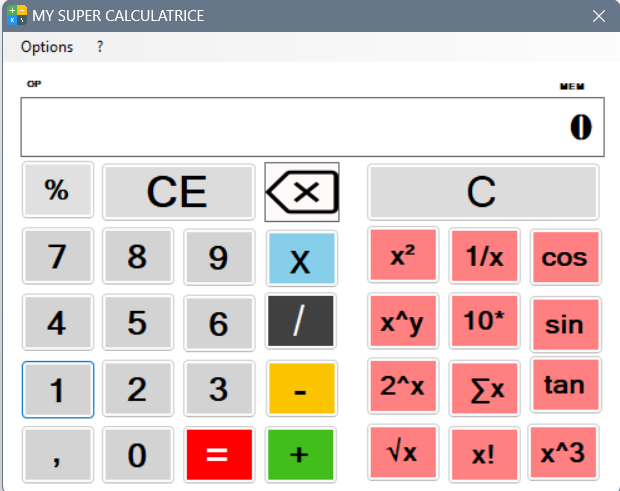 MY SUPER CALCULATRICE
Options ?
OP MEM
0
% CE C
7 8 9 x x² 1/x cos
4 5 6 / x^y 10* sin
1 2 3 - 2^x ∑x tan
, 0 = + √x x! x^3